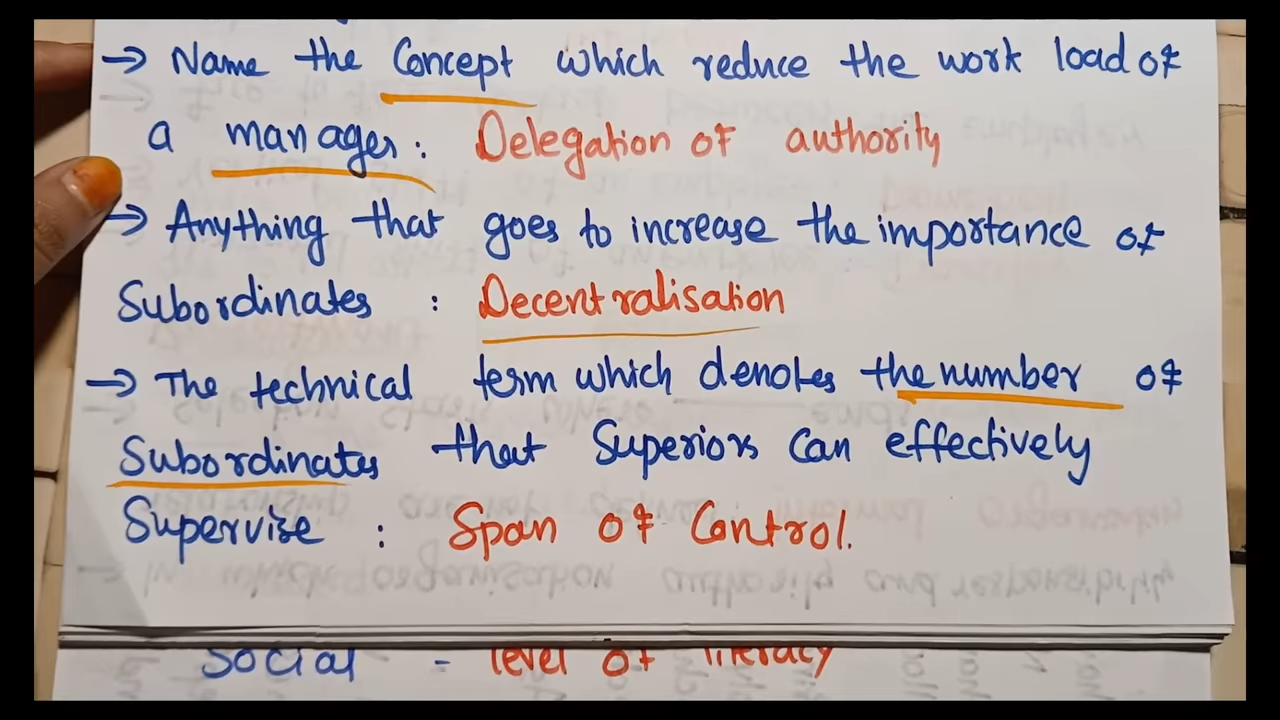 → Name the Concept which reduce the work load of
a manager : Delegation of authority
→ Anything that goes to increase the importance of
Subordinates : Decentralisation
→ The technical term which denotes the number of
Subordinates that Superiors Can effectively
Supervise : Span of Control.
Social - level of literacy